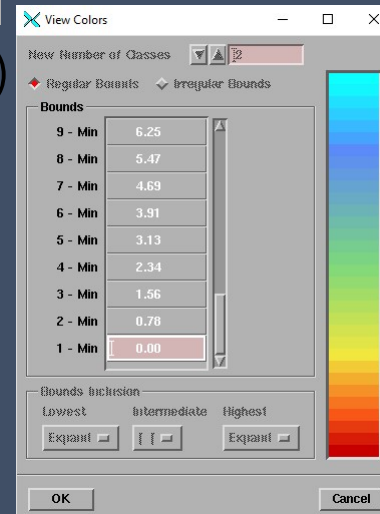 )
View Colors
New Number of Classes
Regular Bounds Irregular Bounds
Bounds
9 - Min 6.25
8 - Min 5.47
7 - Min 4.69
6 - Min 3.91
5 - Min 3.13
4 - Min 2.34
3 - Min 1.56
2 - Min 0.78
1 - Min 0.00
Bounds Inclusion
Lowest Intermediate Highest
Expand [ [ Expand
OK Cancel